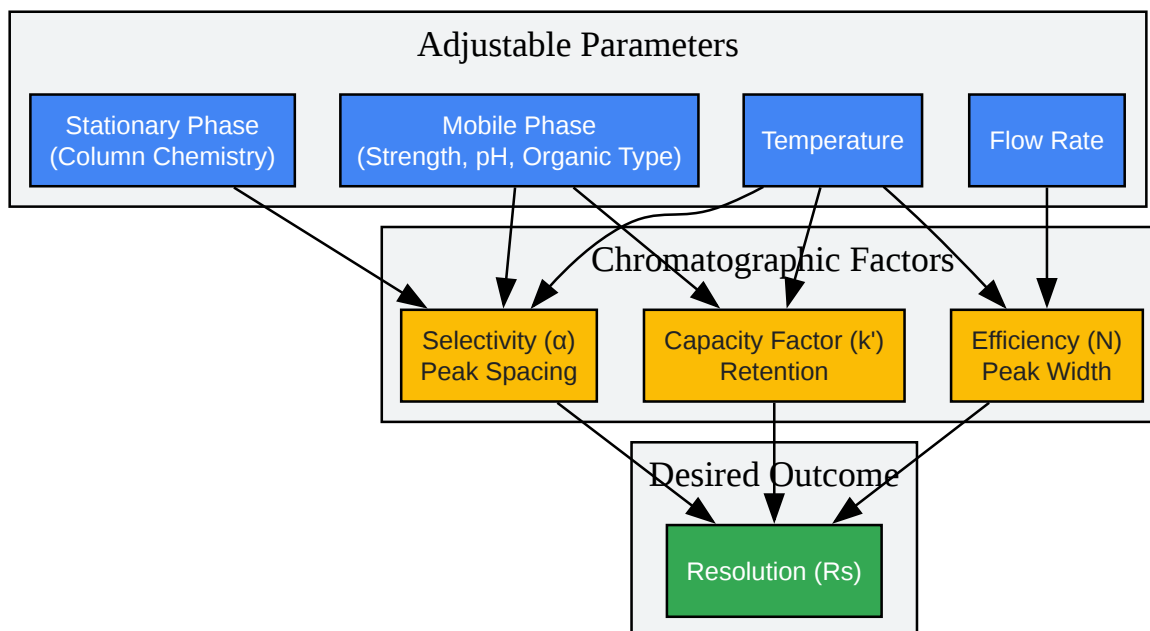 Adjustable Parameters
Stationary Phase
(Column Chemistry)
Mobile Phase
(Strength, pH, Organic Type)
Temperature
Flow Rate
Chromatographic Factors
Selectivity (α)
Peak Spacing
Capacity Factor (k')
Retention
Efficiency (N)
Peak Width
Desired Outcome
Resolution (Rs)